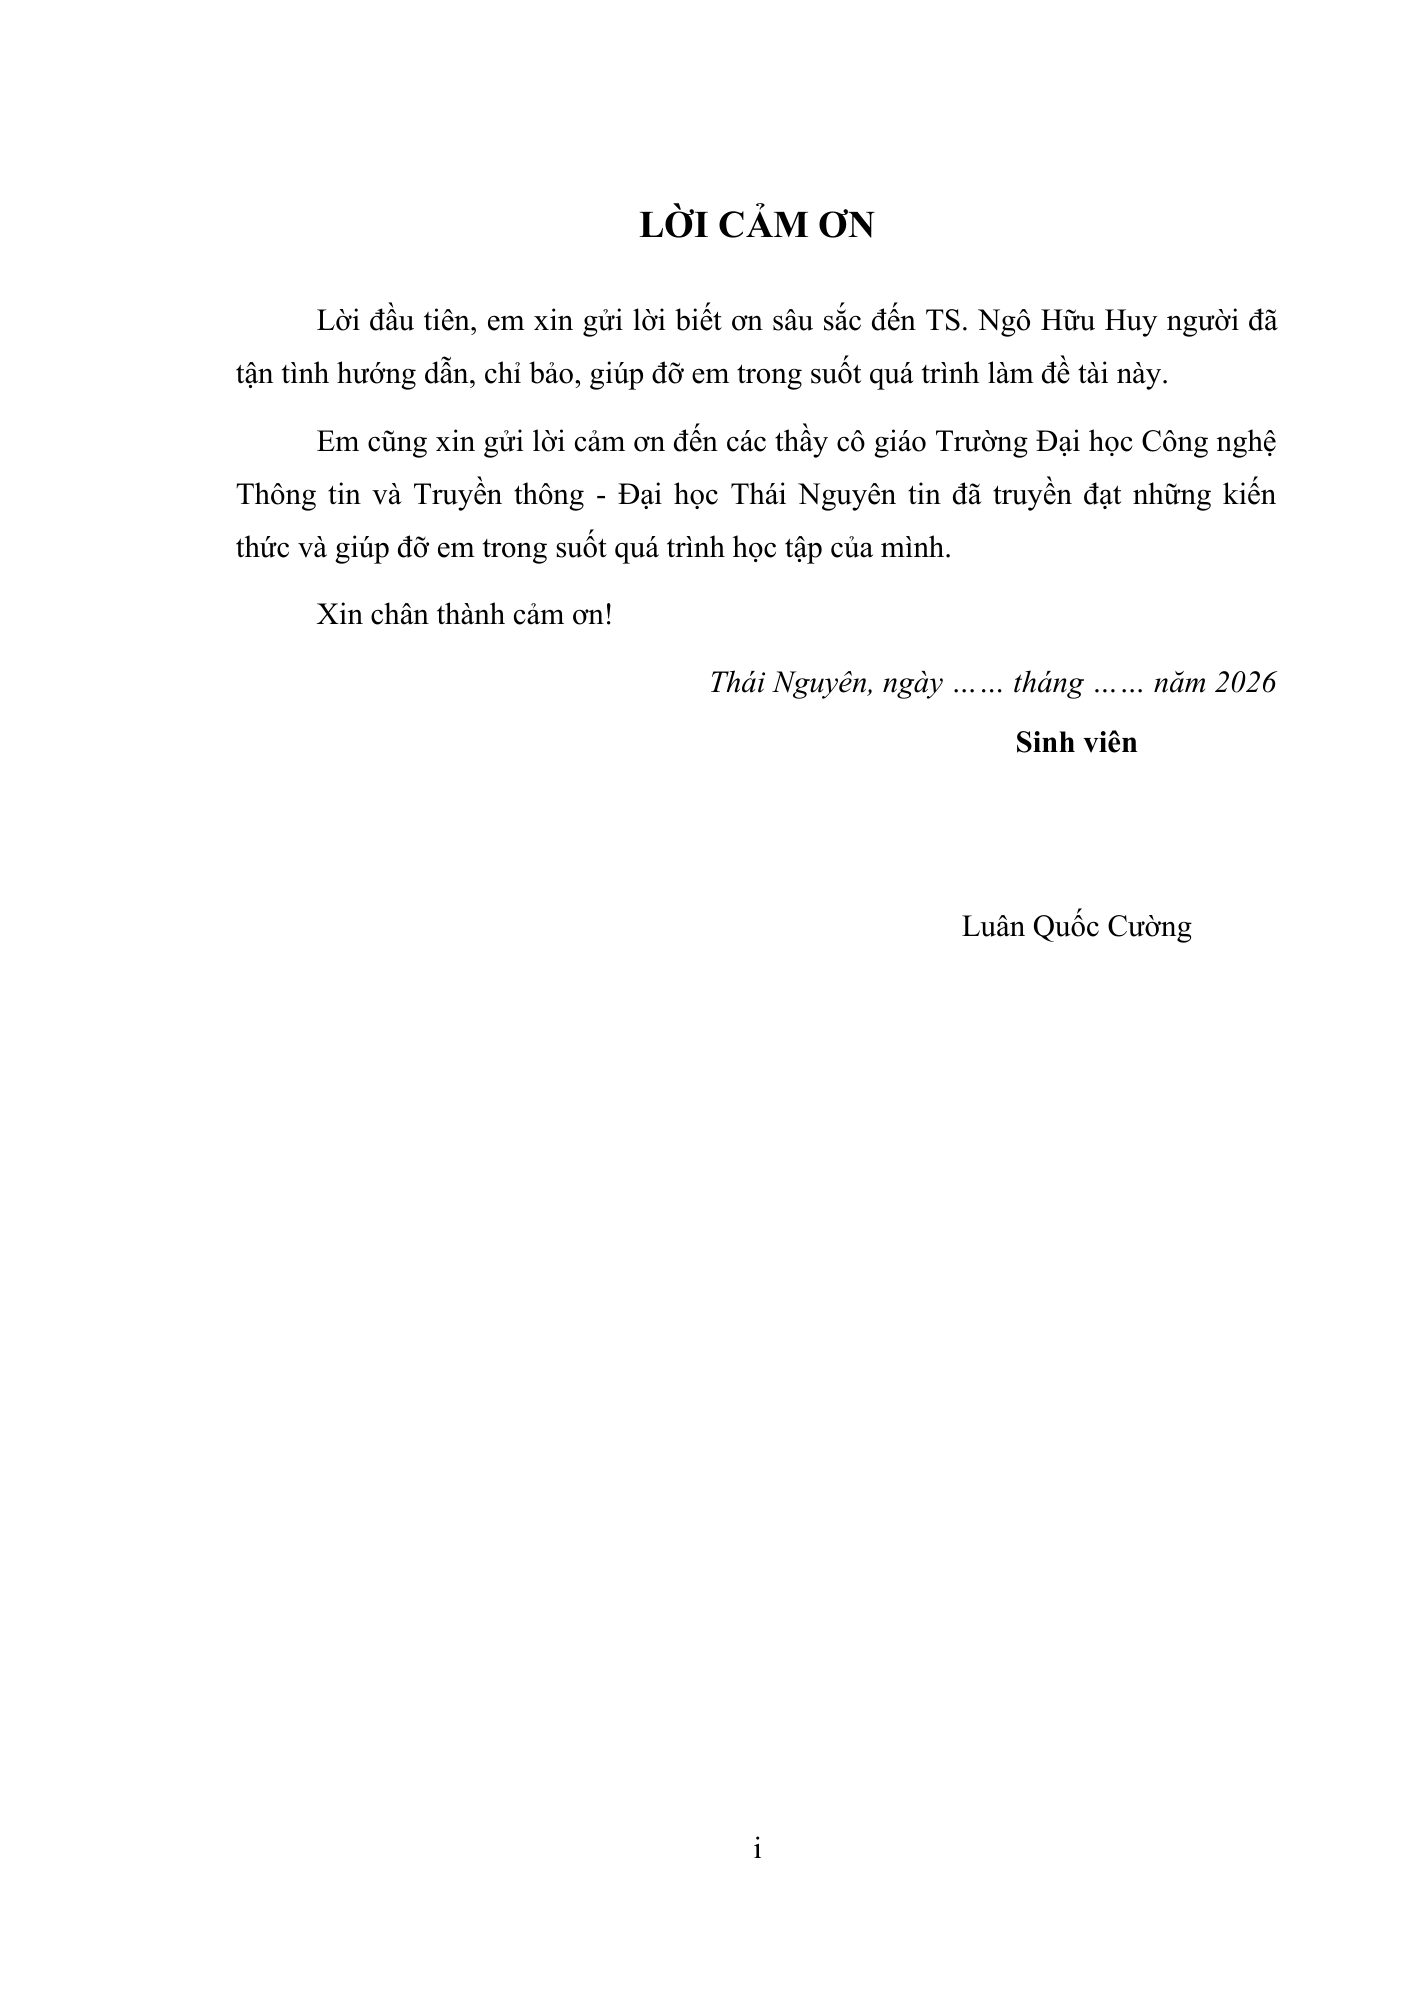 LỜI CẢM ƠN
Lời đầu tiên, em xin gửi lời biết ơn sâu sắc đến TS. Ngô Hữu Huy người đã
tận tình hướng dẫn, chỉ bảo, giúp đỡ em trong suốt quá trình làm đề tài này.
Em cũng xin gửi lời cảm ơn đến các thầy cô giáo Trường Đại học Công nghệ
Thông tin và Truyền thông - Đại học Thái Nguyên tin đã truyền đạt những kiến
thức và giúp đỡ em trong suốt quá trình học tập của mình.
Xin chân thành cảm ơn!
Thái Nguyên, ngày …… tháng …… năm 2026
Sinh viên
Luân Quốc Cường
i